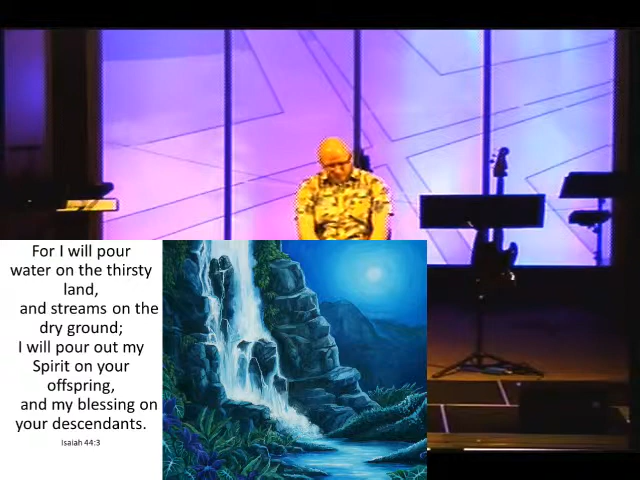 For I will pour
water on the thirsty
land,
and streams on the
dry ground;
I will pour out my
Spirit on your
offspring,
and my blessing on
your descendants.
Isaiah 44:3